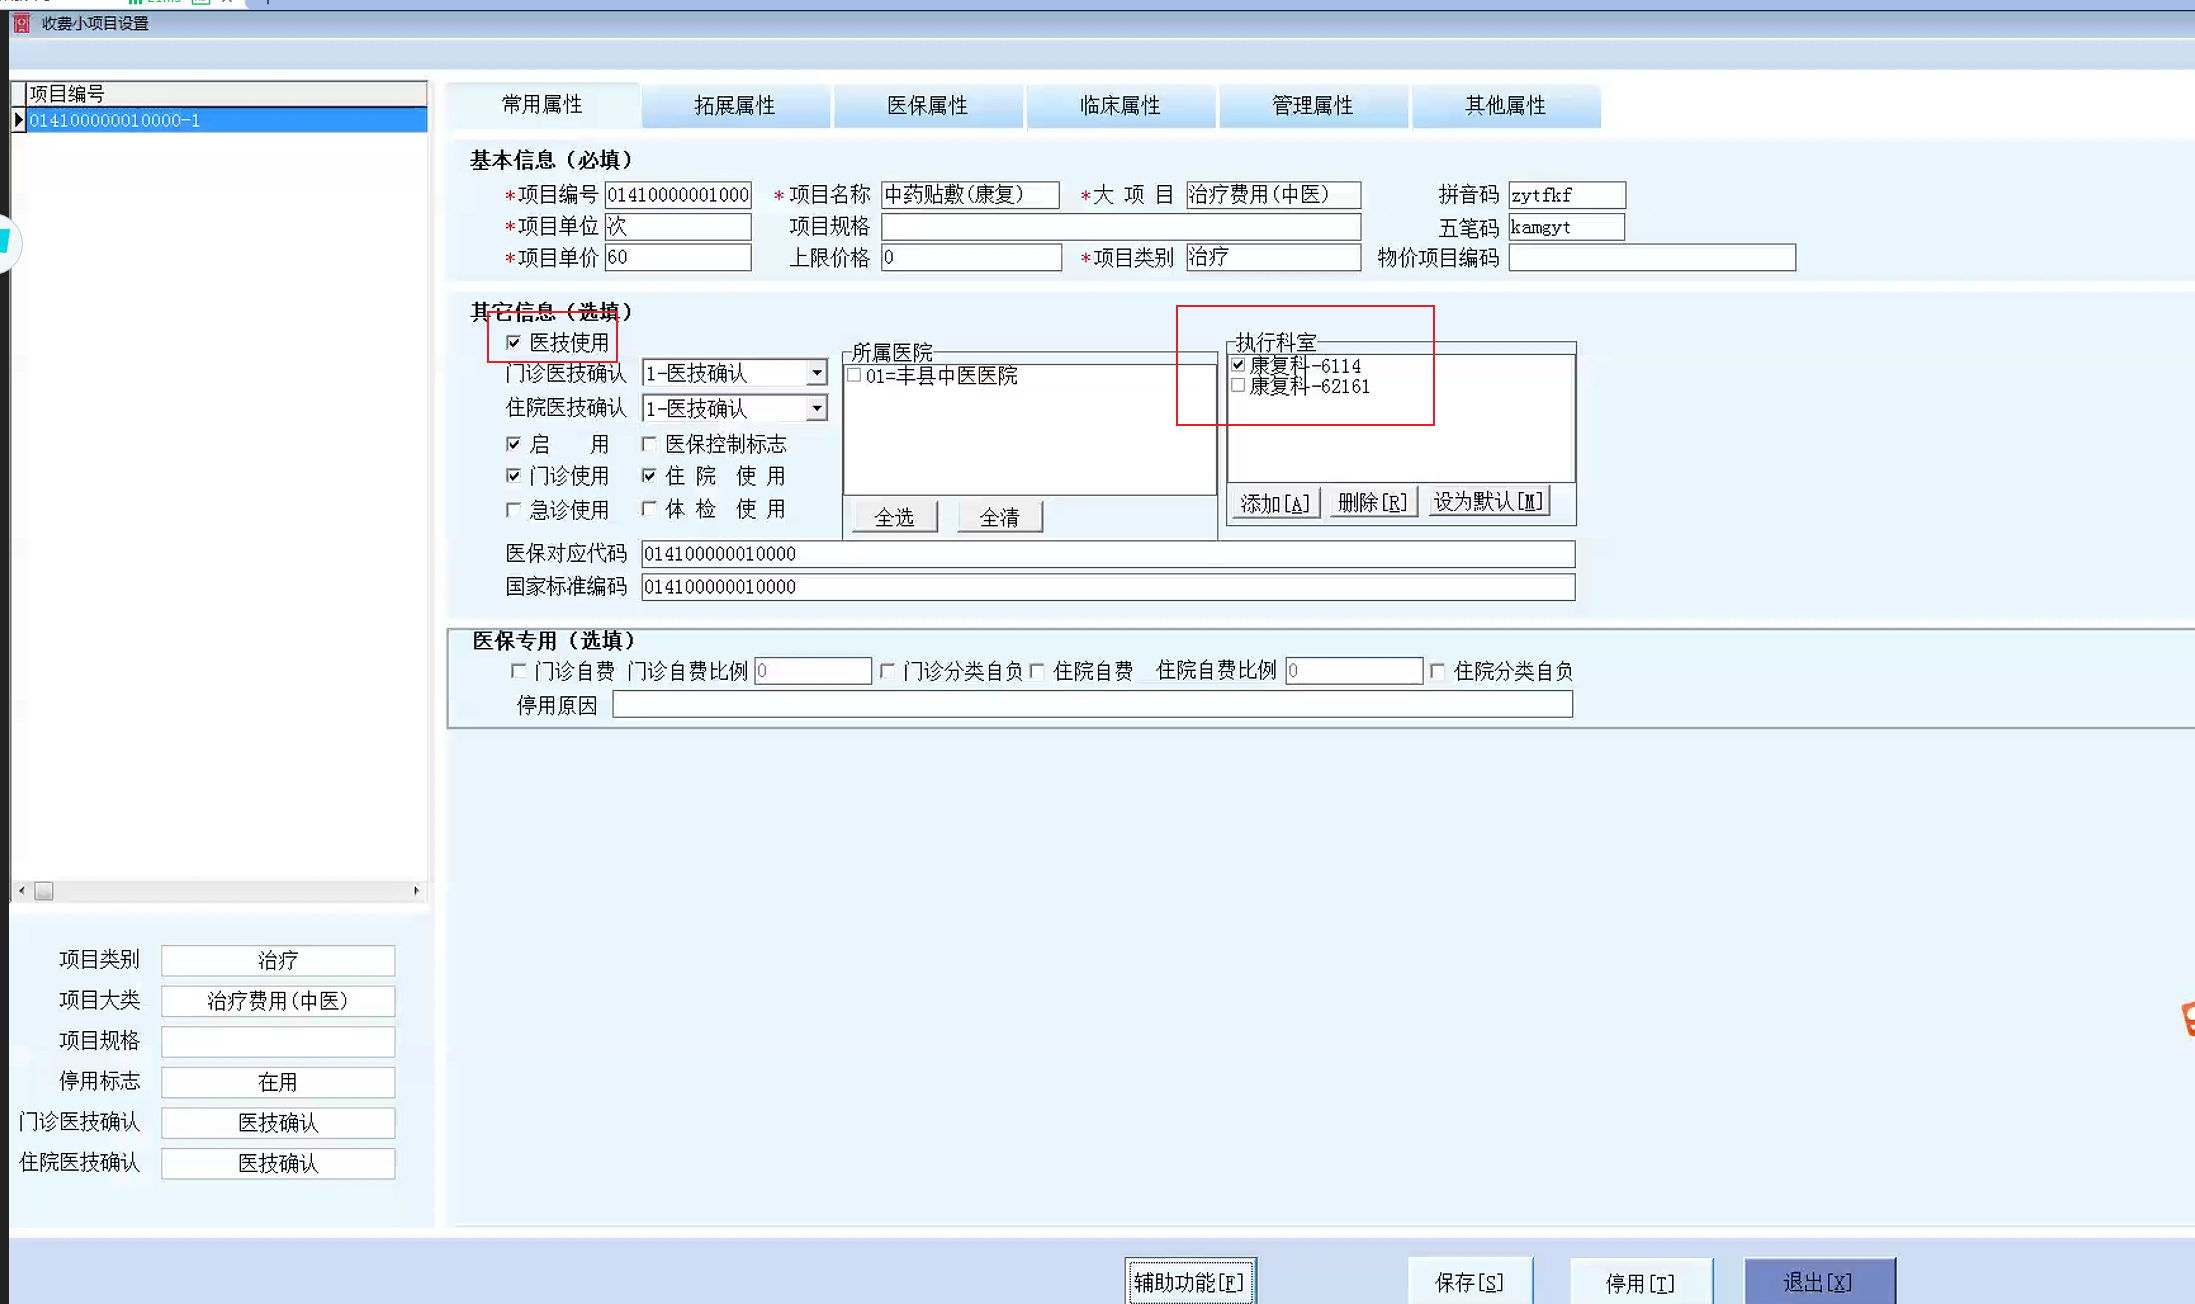 收费小项目设置
项目编号
014100000010000-1
常用属性 拓展属性 医保属性 临床属性 管理属性 其他属性
基本信息（必填）
*项目编号 01410000001000 *项目名称 中药贴敷(康复) *大 项 目 治疗费用(中医) 拼音码 zytfkf
*项目单位 次 项目规格 五笔码 kamgyt
*项目单价 60 上限价格 0 *项目类别 治疗 物价项目编码
其它信息（选填）
医技使用
门诊医技确认 1-医技确认
住院医技确认 1-医技确认
启 用 医保控制标志
门诊使用 住 院 使 用
急诊使用 体 检 使 用
所属医院
01=丰县中医医院
全选 全清
执行科室
康复科-6114
康复科-62161
添加[A] 删除[R] 设为默认[M]
医保对应代码 014100000010000
国家标准编码 014100000010000
医保专用（选填）
门诊自费 门诊自费比例 0 门诊分类自负 住院自费 住院自费比例 0 住院分类自负
停用原因
项目类别 治疗
项目大类 治疗费用(中医)
项目规格
停用标志 在用
门诊医技确认 医技确认
住院医技确认 医技确认
辅助功能[F] 保存[S] 停用[T] 退出[X]